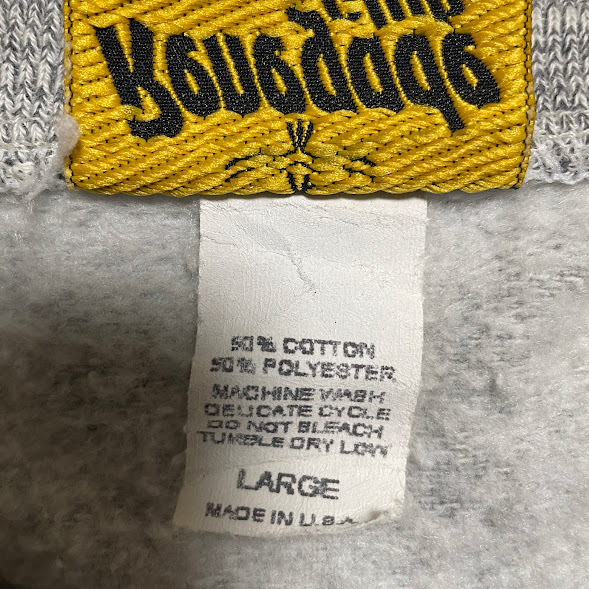 50% COTTON
50% POLYESTER
MACHINE WASH
DELICATE CYCLE
DO NOT BLEACH
TUMBLE DRY LOW
LARGE
MADE IN U.S.A.